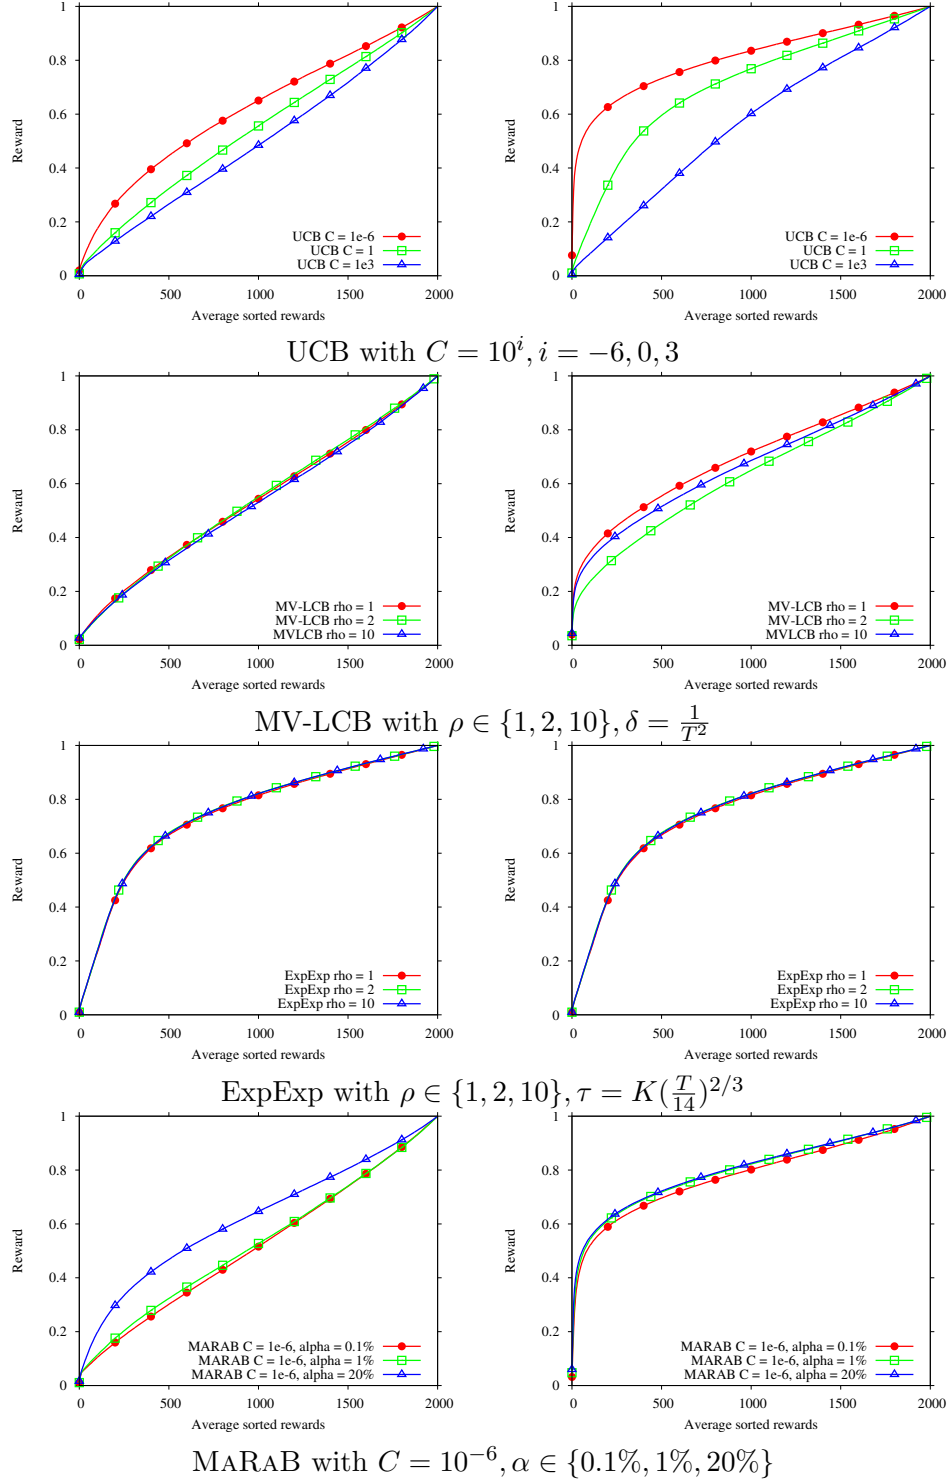 1
0.8
0.6
0.4
0.2
0
Reward
UCB C = 1e-6
UCB C = 1
UCB C = 1e3
0 500 1000 1500 2000
Average sorted rewards
1
0.8
0.6
0.4
0.2
0
Reward
UCB C = 1e-6
UCB C = 1
UCB C = 1e3
0 500 1000 1500 2000
Average sorted rewards
UCB with C = 10^i, i = −6, 0, 3
1
0.8
0.6
0.4
0.2
0
Reward
MV-LCB rho = 1
MV-LCB rho = 2
MVLCB rho = 10
0 500 1000 1500 2000
Average sorted rewards
1
0.8
0.6
0.4
0.2
0
Reward
MV-LCB rho = 1
MV-LCB rho = 2
MVLCB rho = 10
0 500 1000 1500 2000
Average sorted rewards
MV-LCB with ρ ∈ {1, 2, 10}, δ = 1/T²
1
0.8
0.6
0.4
0.2
0
Reward
ExpExp rho = 1
ExpExp rho = 2
ExpExp rho = 10
0 500 1000 1500 2000
Average sorted rewards
1
0.8
0.6
0.4
0.2
0
Reward
ExpExp rho = 1
ExpExp rho = 2
ExpExp rho = 10
0 500 1000 1500 2000
Average sorted rewards
ExpExp with ρ ∈ {1, 2, 10}, τ = K(T/14)^2/3
1
0.8
0.6
0.4
0.2
0
Reward
MARAB C = 1e-6, alpha = 0.1%
MARAB C = 1e-6, alpha = 1%
MARAB C = 1e-6, alpha = 20%
0 500 1000 1500 2000
Average sorted rewards
1
0.8
0.6
0.4
0.2
0
Reward
MARAB C = 1e-6, alpha = 0.1%
MARAB C = 1e-6, alpha = 1%
MARAB C = 1e-6, alpha = 20%
0 500 1000 1500 2000
Average sorted rewards
MARAB with C = 10^−6, α ∈ {0.1%, 1%, 20%}